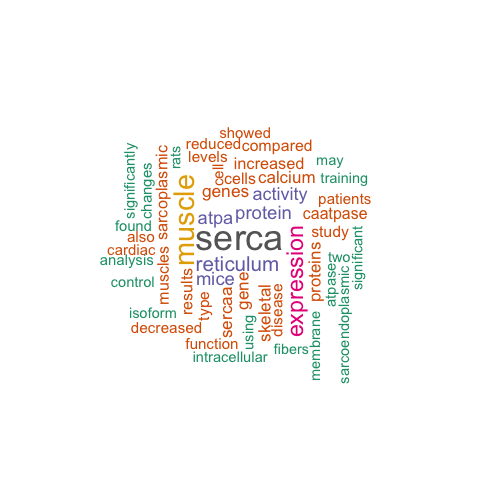 showed
reduced
compared
levels
increased
may
cell
ccells
calcium
training
genes
activity
patients
atpa
protein
caatpase
serca
study
muscle
expression
reticulum
mice
significantly
changes
rats
sarcoplasmic
found
also
cardiac
analysis
muscles
control
results
type
sercaa
gene
skeletal
disease
proteins
atpase
two
significant
sarcoendoplasmic
membrane
isoform
decreased
using
function
fibers
intracellular